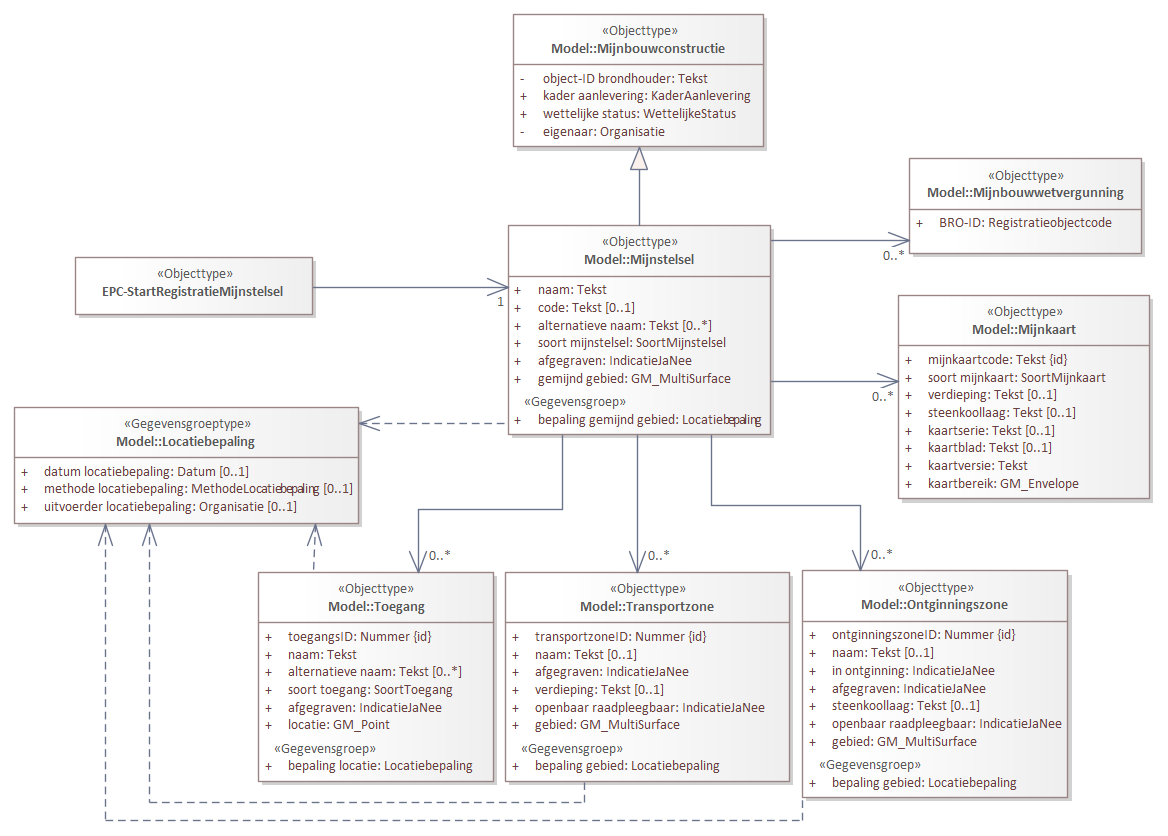 «Objecttype»
Model::Mijnbouwconstructie
- object-ID brondhouder: Tekst
+ kader aanlevering: KaderAanlevering
+ wettelijke status: WettelijkeStatus
- eigenaar: Organisatie
«Objecttype»
Model::Mijnbouwwetvergunning
+ BRO-ID: Registratieobjectcode
0..*
«Objecttype»
EPC-StartRegistratieMijnstelsel
1
«Objecttype»
Model::Mijnstelsel
+ naam: Tekst
+ code: Tekst [0..1]
+ alternatieve naam: Tekst [0..*]
+ soort mijnstelsel: SoortMijnstelsel
+ afgegraven: IndicatieJaNee
+ gemijnd gebied: GM_MultiSurface
«Gegevensgroep»
+ bepaling gemijnd gebied: Locatiebepaling
«Objecttype»
Model::Mijnkaart
+ mijnkaartcode: Tekst {id}
+ soort mijnkaart: SoortMijnkaart
+ verdieping: Tekst [0..1]
+ steenkoollaag: Tekst [0..1]
+ kaartserie: Tekst [0..1]
+ kaartblad: Tekst [0..1]
+ kaartversie: Tekst
+ kaartbereik: GM_Envelope
0..*
«Gegevensgroeptype»
Model::Locatiebepaling
+ datum locatiebepaling: Datum [0..1]
+ methode locatiebepaling: MethodeLocatiebepaling [0..1]
+ uitvoerder locatiebepaling: Organisatie [0..1]
0..*
0..*
0..*
«Objecttype»
Model::Toegang
+ toegangsID: Nummer {id}
+ naam: Tekst
+ alternatieve naam: Tekst [0..*]
+ soort toegang: SoortToegang
+ afgegraven: IndicatieJaNee
+ locatie: GM_Point
«Gegevensgroep»
+ bepaling locatie: Locatiebepaling
«Objecttype»
Model::Transportzone
+ transportzoneID: Nummer {id}
+ naam: Tekst [0..1]
+ afgegraven: IndicatieJaNee
+ verdieping: Tekst [0..1]
+ openbaar raadpleegbaar: IndicatieJaNee
+ gebied: GM_MultiSurface
«Gegevensgroep»
+ bepaling gebied: Locatiebepaling
«Objecttype»
Model::Ontginningszone
+ ontginningszoneID: Nummer {id}
+ naam: Tekst [0..1]
+ in ontginning: IndicatieJaNee
+ afgegraven: IndicatieJaNee
+ steenkoollaag: Tekst [0..1]
+ openbaar raadpleegbaar: IndicatieJaNee
+ gebied: GM_MultiSurface
«Gegevensgroep»
+ bepaling gebied: Locatiebepaling